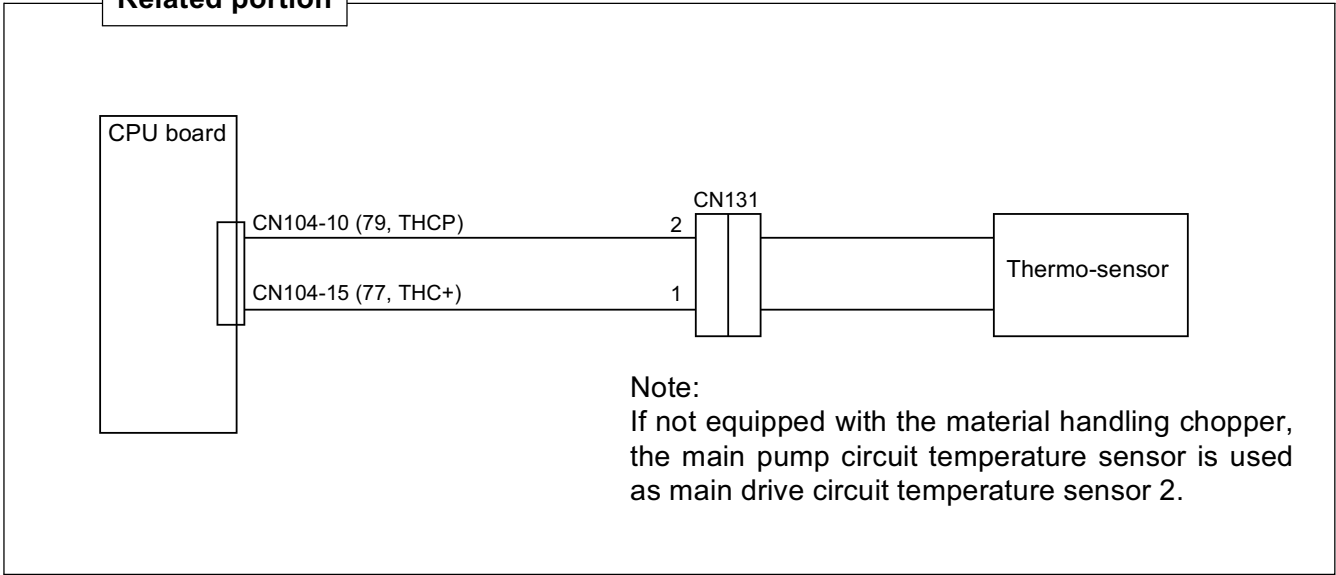 Related portion
CPU board
CN131
CN104-10 (79, THCP)
2
Thermo-sensor
CN104-15 (77, THC+)
1
Note:
If not equipped with the material handling chopper,
the main pump circuit temperature sensor is used
as main drive circuit temperature sensor 2.